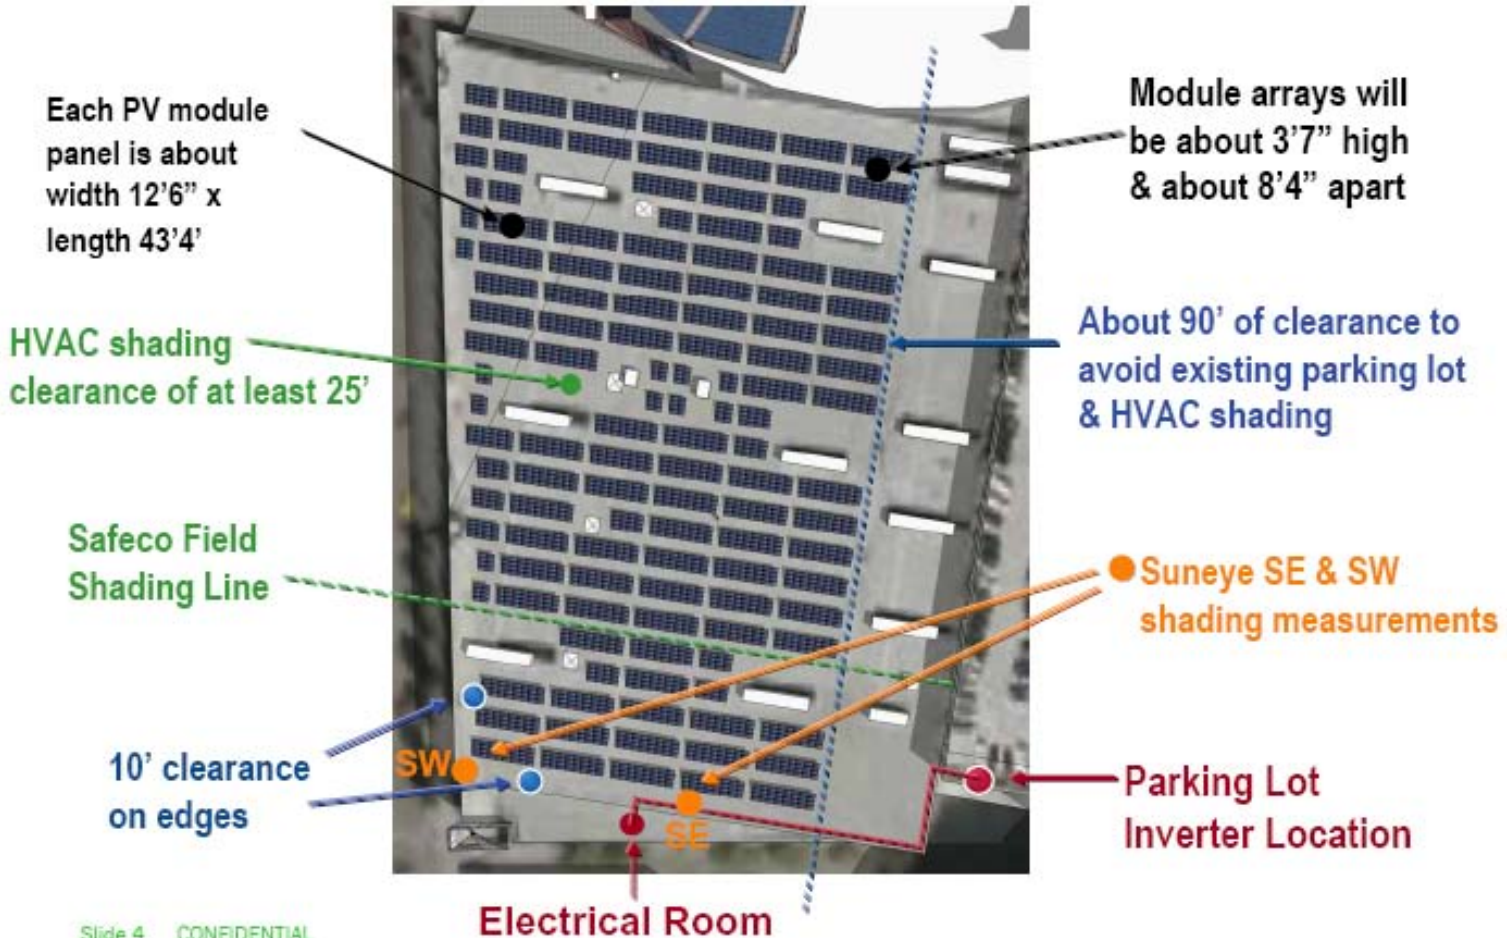 Each PV module
panel is about
width 12’6” x
length 43’4’
Module arrays will
be about 3’7” high
& about 8’4” apart
HVAC shading
clearance of at least 25’
About 90’ of clearance to
avoid existing parking lot
& HVAC shading
Safeco Field
Shading Line
Suneye SE & SW
shading measurements
10’ clearance
on edges
SW
SE
Parking Lot
Inverter Location
Electrical Room
Slide 4 CONFIDENTIAL